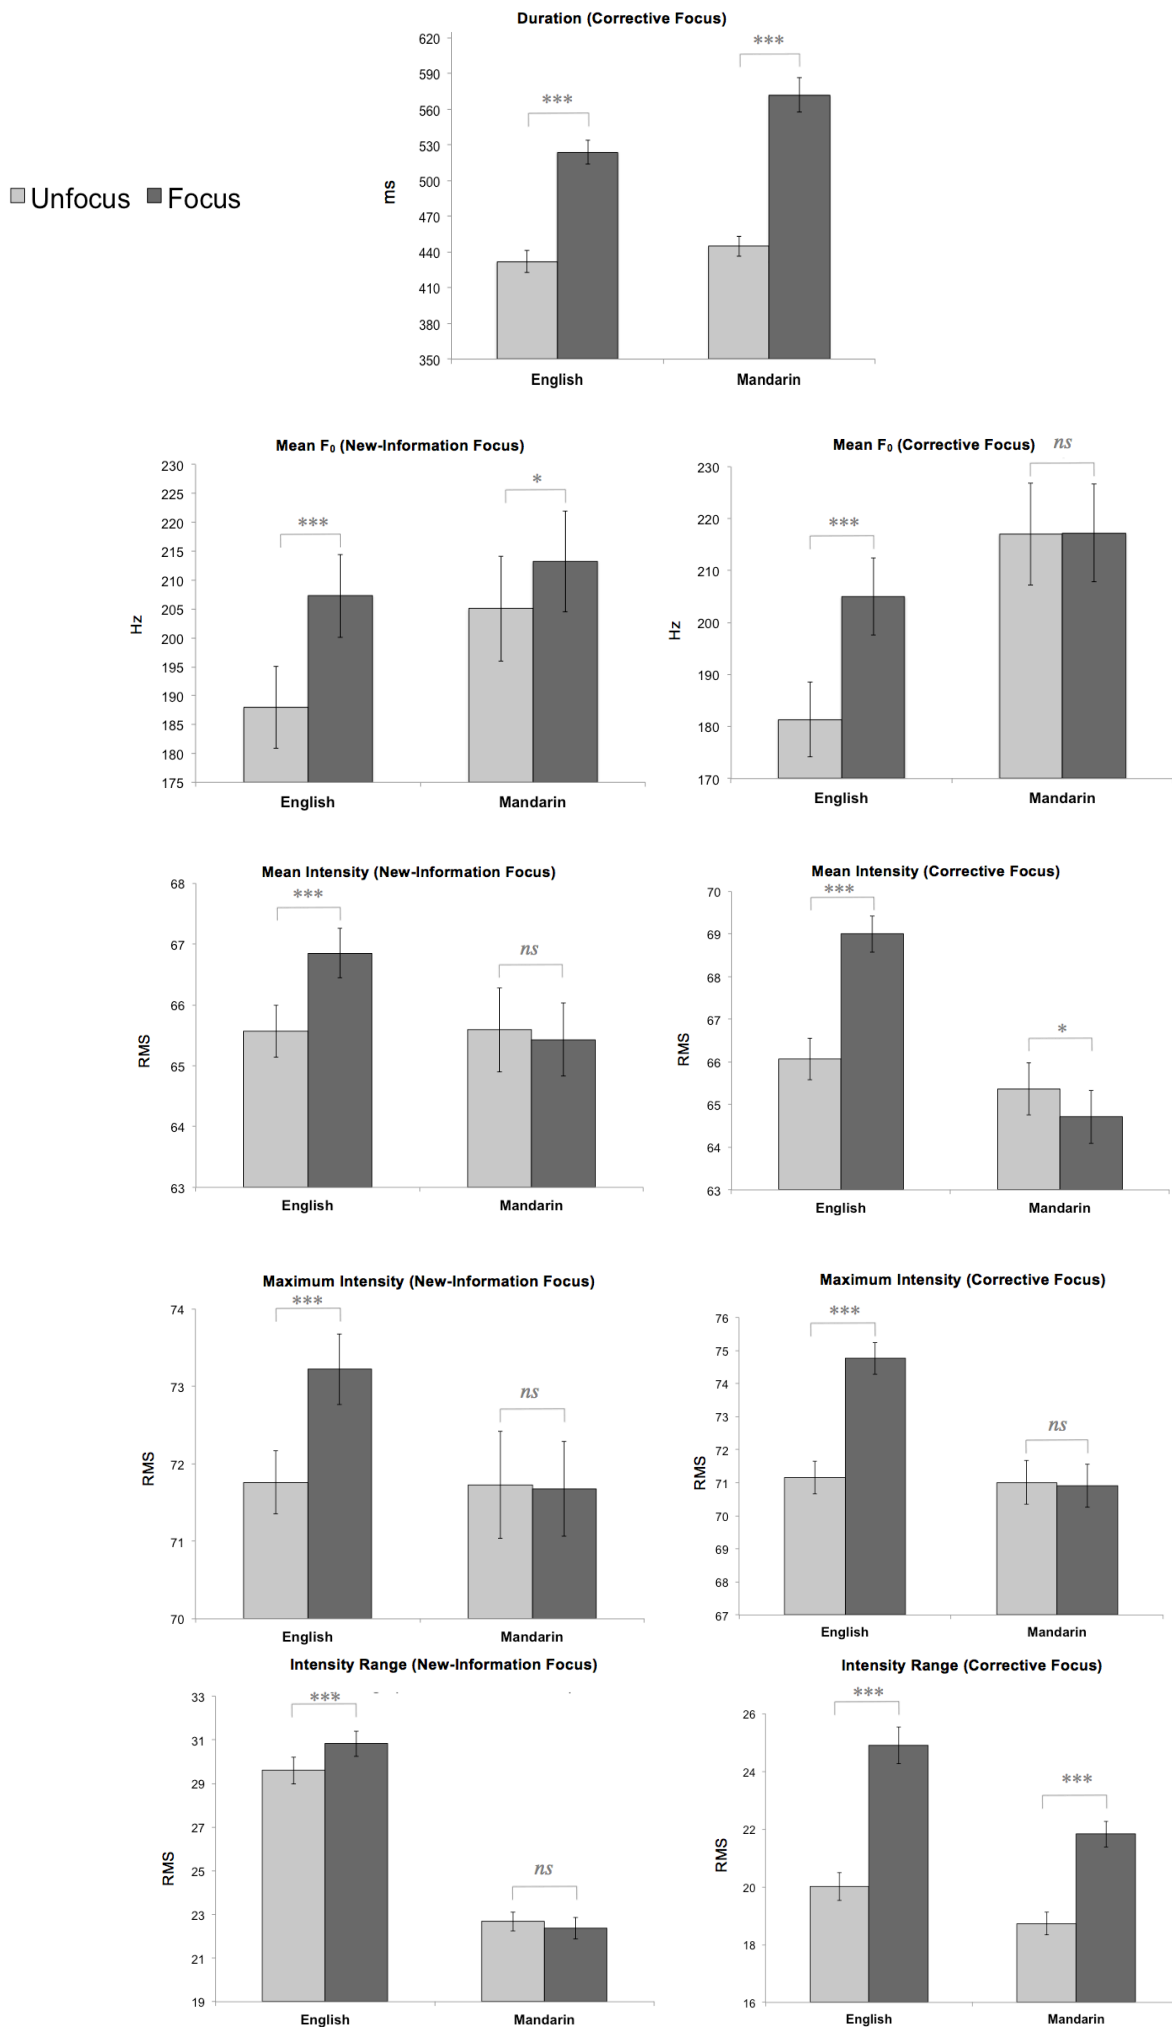 Duration (Corrective Focus)
620
590
560
530
500
470
440
410
380
350
ms
***
***
English Mandarin
Unfocus Focus
Mean F₀ (New-Information Focus)
230
225
220
215
210
205
200
195
190
185
180
175
Hz
***
*
English Mandarin
Mean F₀ (Corrective Focus)
230
220
210
200
190
180
170
Hz
***
ns
English Mandarin
Mean Intensity (New-Information Focus)
68
67
66
65
64
63
RMS
***
ns
English Mandarin
Mean Intensity (Corrective Focus)
70
69
68
67
66
65
64
63
RMS
***
*
English Mandarin
Maximum Intensity (New-Information Focus)
74
73
72
71
70
RMS
***
ns
English Mandarin
Maximum Intensity (Corrective Focus)
76
75
74
73
72
71
70
69
68
67
RMS
***
ns
English Mandarin
Intensity Range (New-Information Focus)
33
31
29
27
25
23
21
19
RMS
***
ns
English Mandarin
Intensity Range (Corrective Focus)
26
24
22
20
18
16
RMS
***
***
English Mandarin